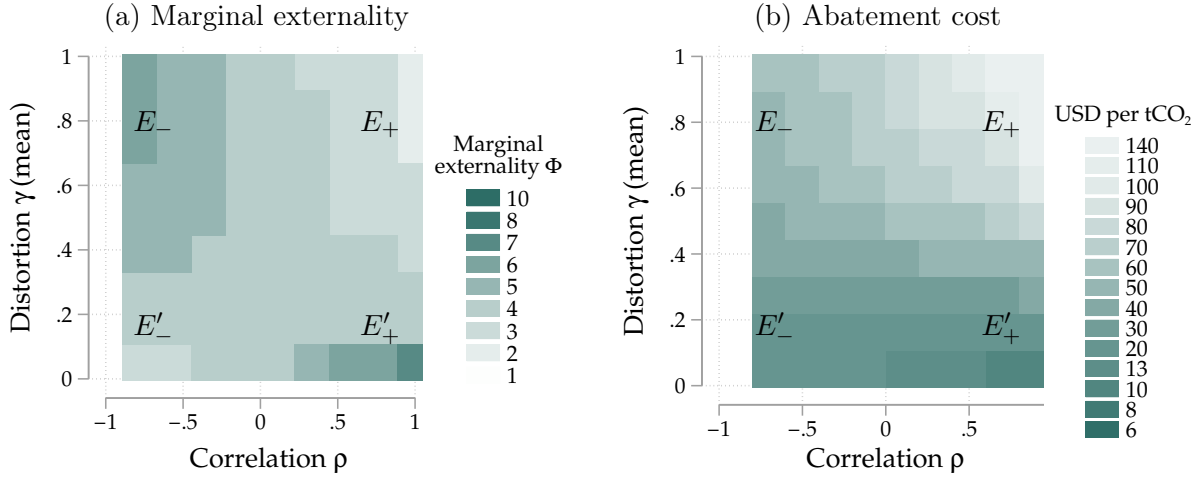 (a) Marginal externality
Distortion γ (mean)
1
.8
.6
.4
.2
0
E₋
E₊
E′₋
E′₊
−1
−.5
0
.5
1
Correlation ρ
Marginal
externality Φ
10
8
7
6
5
4
3
2
1
(b) Abatement cost
Distortion γ (mean)
1
.8
.6
.4
.2
0
E₋
E₊
E′₋
E′₊
−1
−.5
0
.5
Correlation ρ
USD per tCO₂
140
110
100
90
80
70
60
50
40
30
20
13
10
8
6